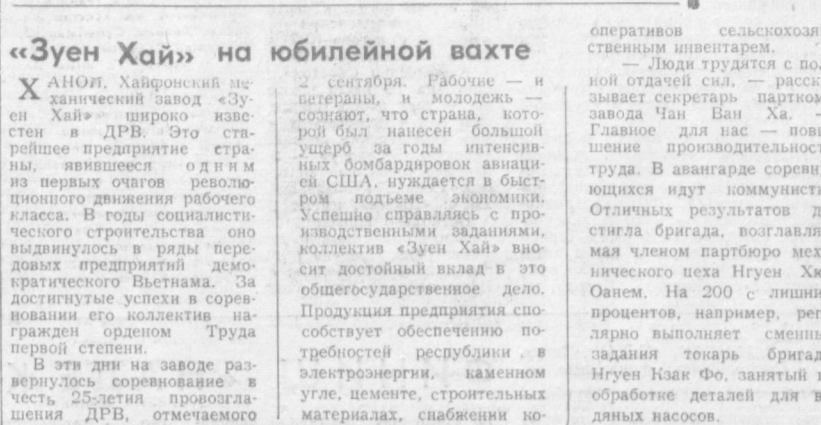 «Зуен Хай» на юбилейной вахте
ХАНОЙ. Хайфонский ме-
ханический завод «Зу-
ен Хай» широко изве-
стен в ДРВ. Это ста-
рейшее предприятие стра-
ны, явившееся одним
из первых очагов револю-
ционного движения рабочего
класса. В годы социалисти-
ческого строительства оно
выдвинулось в ряды пере-
довых предприятий демо-
кратического Вьетнама. За
достигнутые успехи в сорев-
новании его коллектив на-
гражден орденом Труда
первой степени.
В эти дни на заводе раз-
вернулось соревнование в
честь 25-летия провозгла-
шения ДРВ, отмечаемого
2 сентября. Рабочие — и
ветераны, и молодежь —
сознают, что страна, кото-
рой был нанесен большой
ущерб за годы интенсив-
ных бомбардировок авиаци-
ей США, нуждается в быст-
ром подъеме экономики.
Успешно справляясь с про-
изводственными заданиями,
коллектив «Зуен Хай» вно-
сит достойный вклад в это
общегосударственное дело.
Продукция предприятия спо-
собствует обеспечению по-
требностей республики в
электроэнергии, каменном
угле, цементе, строительных
материалах, снабжении ко-
оперативов сельскохозя
ственным инвентарем.
— Люди трудятся с пол
ной отдачей сил, — расск
зывает секретарь партком
завода Чан Ван Ха. —
Главное для нас — повы
шение производительност
труда. В авангарде соревн
ющихся идут коммунист
Отличных результатов д
стигла бригада, возглавля
мая членом партбюро мех
нического цеха Нгуен Хю
Оанем. На 200 с лишни
процентов, например, рег
лярно выполняет сменны
задания токарь бригад
Нгуен Кзак Фо, занятый
обработке деталей для в
дяных насосов.